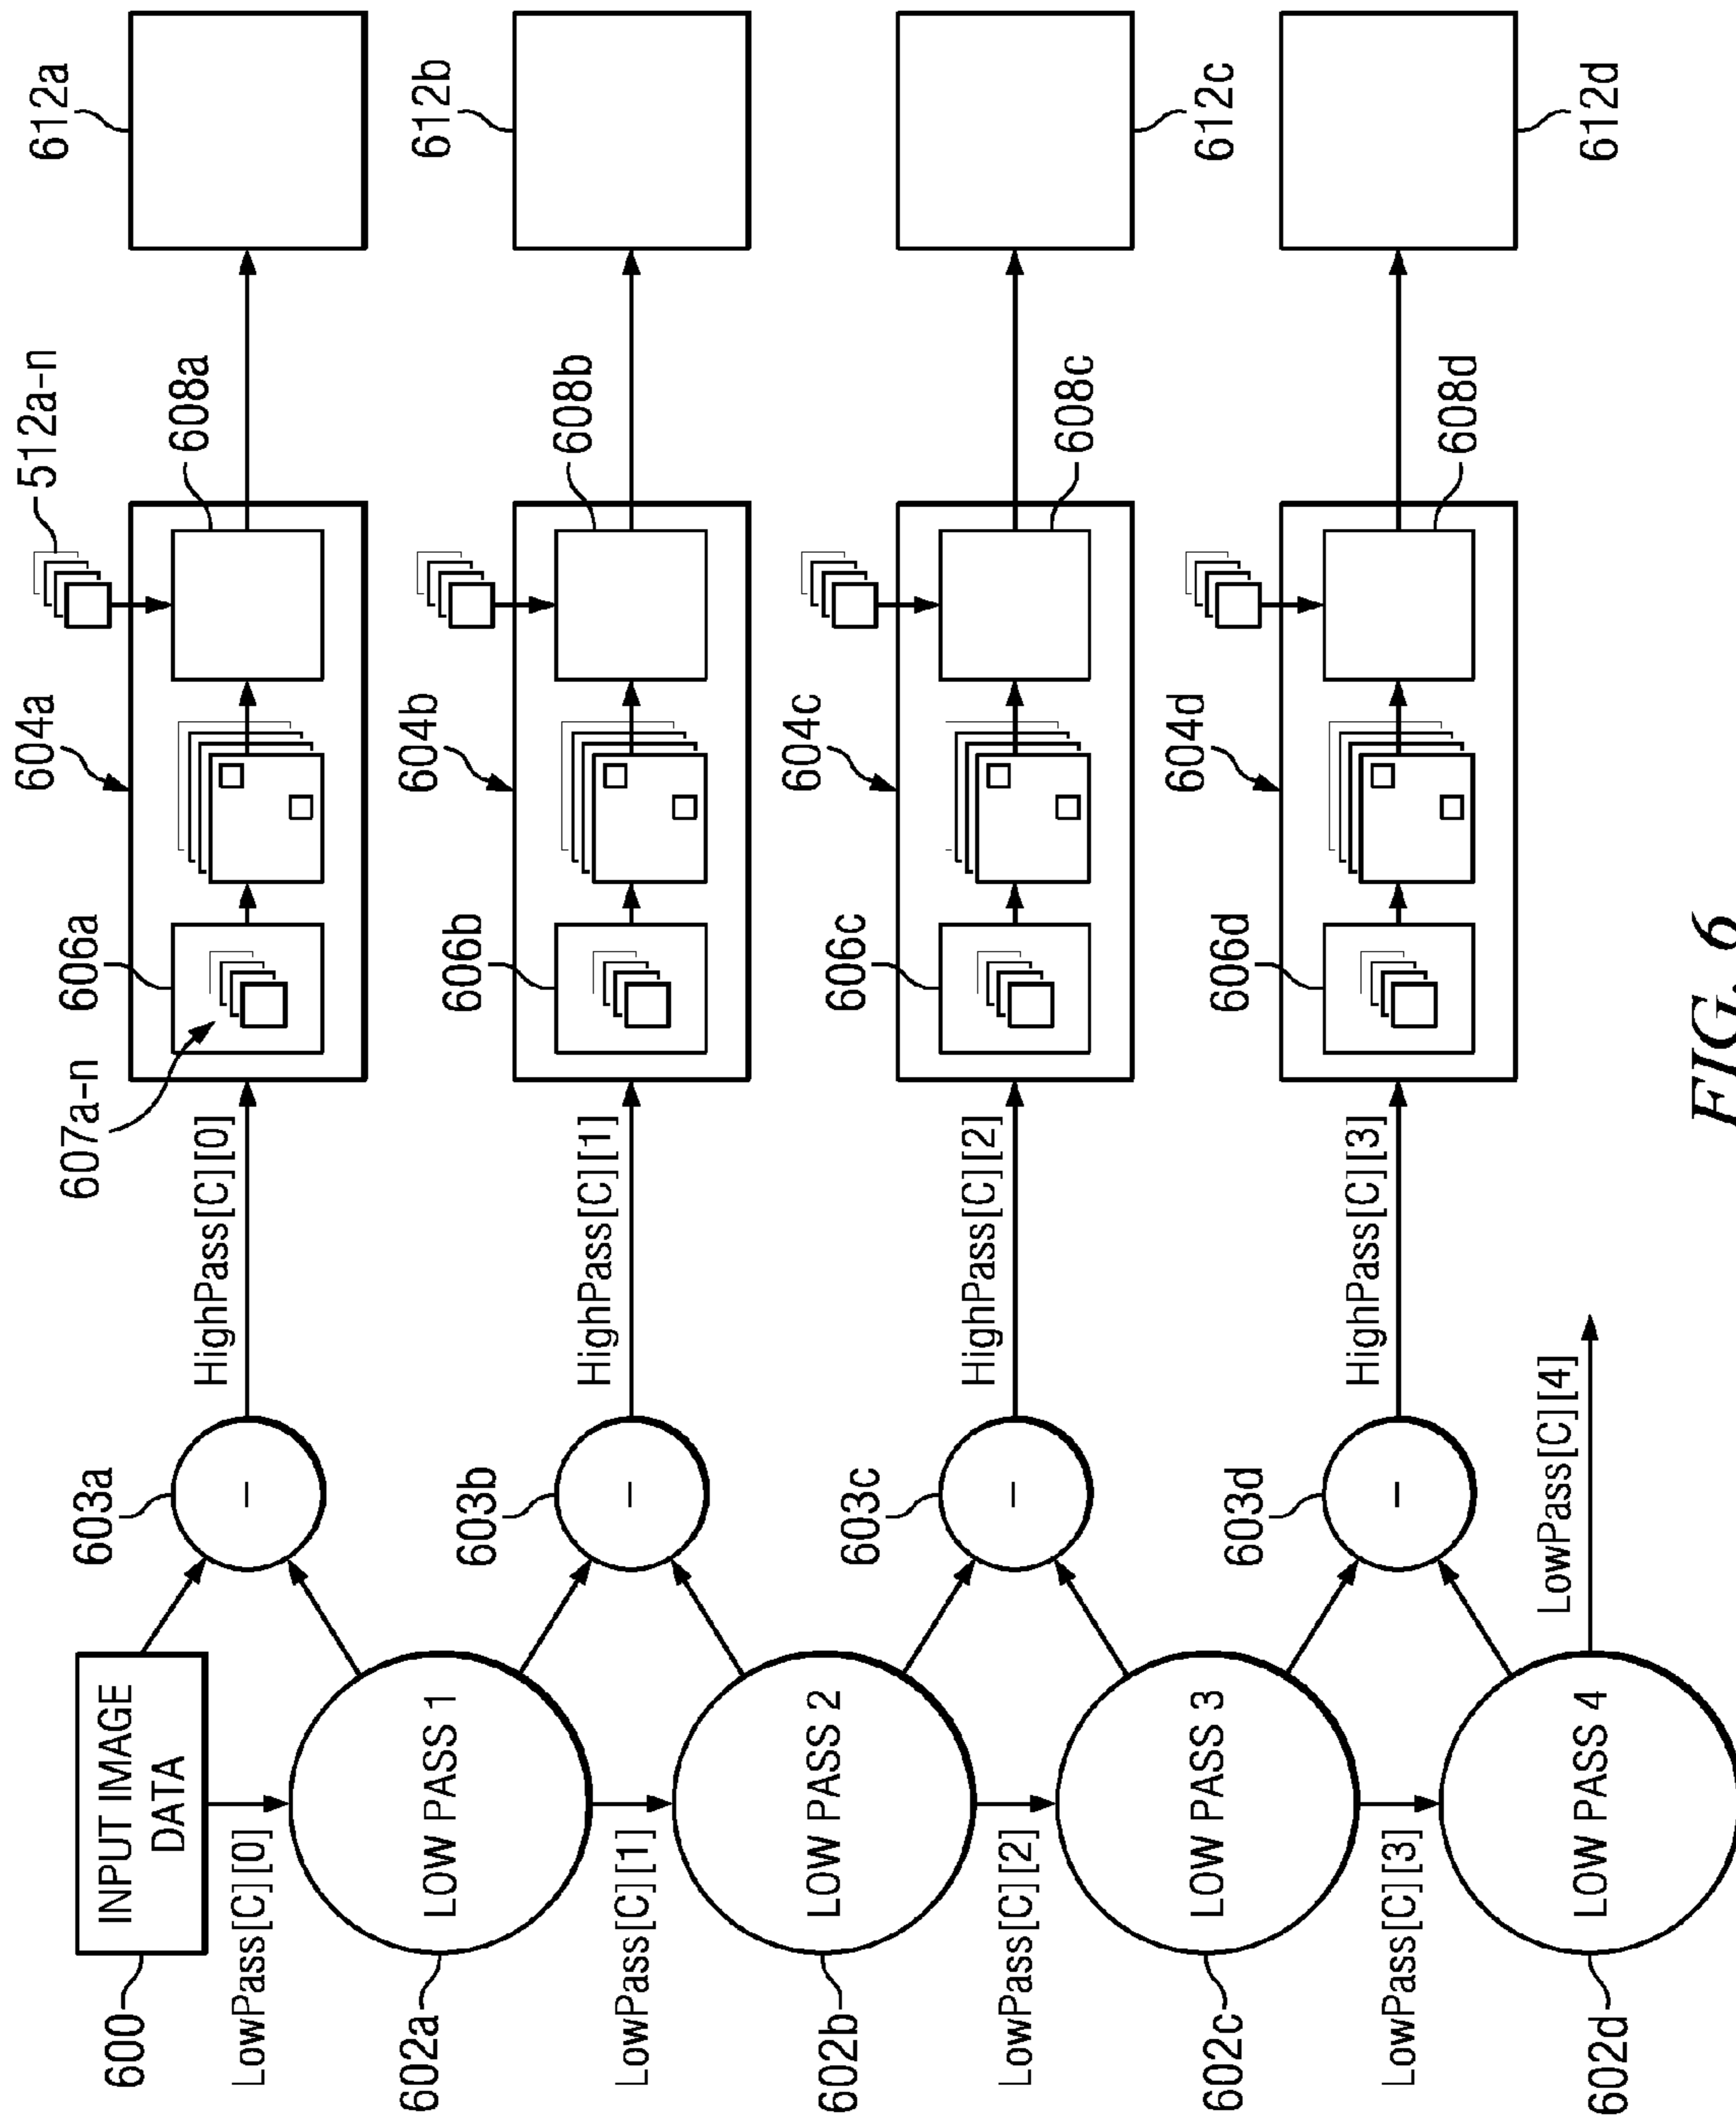 600
INPUT IMAGE
DATA
603a
HighPass[C][0]
607a-n
606a
604a
512a-n
608a
612a
LowPass[C][0]
602a
LOW PASS 1
603b
HighPass[C][1]
606b
604b
608b
612b
LowPass[C][1]
602b
LOW PASS 2
603c
HighPass[C][2]
606c
604c
608c
612c
LowPass[C][2]
602c
LOW PASS 3
603d
HighPass[C][3]
606d
604d
608d
612d
LowPass[C][3]
602d
LOW PASS 4
LowPass[C][4]
FIG. 6